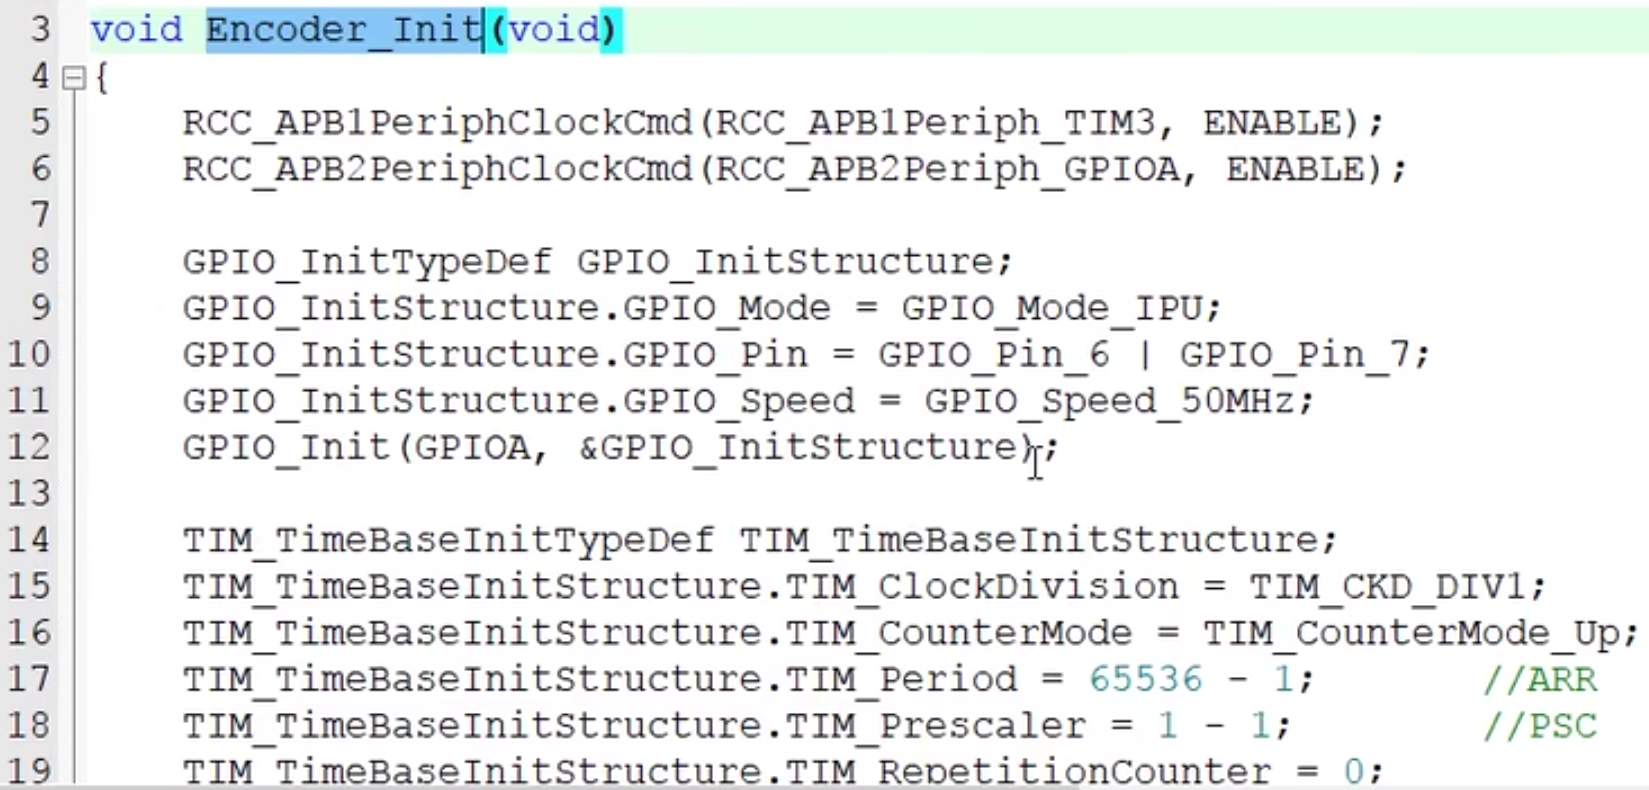 3 void Encoder_Init(void)
4 {
5 RCC_APB1PeriphClockCmd(RCC_APB1Periph_TIM3, ENABLE);
6 RCC_APB2PeriphClockCmd(RCC_APB2Periph_GPIOA, ENABLE);
7
8 GPIO_InitTypeDef GPIO_InitStructure;
9 GPIO_InitStructure.GPIO_Mode = GPIO_Mode_IPU;
10 GPIO_InitStructure.GPIO_Pin = GPIO_Pin_6 | GPIO_Pin_7;
11 GPIO_InitStructure.GPIO_Speed = GPIO_Speed_50MHz;
12 GPIO_Init(GPIOA, &GPIO_InitStructure);
13
14 TIM_TimeBaseInitTypeDef TIM_TimeBaseInitStructure;
15 TIM_TimeBaseInitStructure.TIM_ClockDivision = TIM_CKD_DIV1;
16 TIM_TimeBaseInitStructure.TIM_CounterMode = TIM_CounterMode_Up;
17 TIM_TimeBaseInitStructure.TIM_Period = 65536 - 1; //ARR
18 TIM_TimeBaseInitStructure.TIM_Prescaler = 1 - 1; //PSC
19 TIM_TimeBaseInitStructure.TIM_RepetitionCounter = 0;